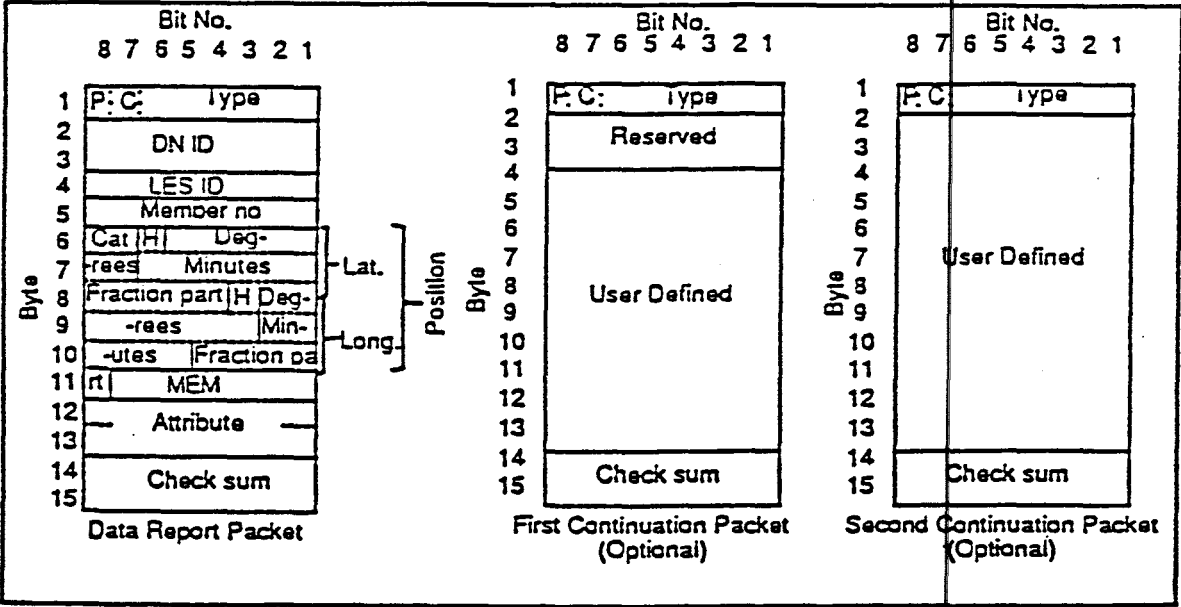 Bit No.
8 7 6 5 4 3 2 1
Byte
1 P: C: Type
2
3 DN ID
4 LES ID
5 Member no
6 Cat H Deg-
7 -rees Minutes
8 Fraction part H Deg-
9 -rees Min-
10 -utes Fraction pa
11 rt MEM
12
13 Attribute
14
15 Check sum
Lat.
Long.
Position
Data Report Packet
Bit No.
8 7 6 5 4 3 2 1
Byte
1 P: C: Type
2
3 Reserved
4
5
6
7
8 User Defined
9
10
11
12
13
14
15 Check sum
First Continuation Packet
(Optional)
Bit No.
8 7 6 5 4 3 2 1
Byte
1 P: C Type
2
3
4
5
6
7 User Defined
8
9
10
11
12
13
14
15 Check sum
Second Continuation Packet
(Optional)